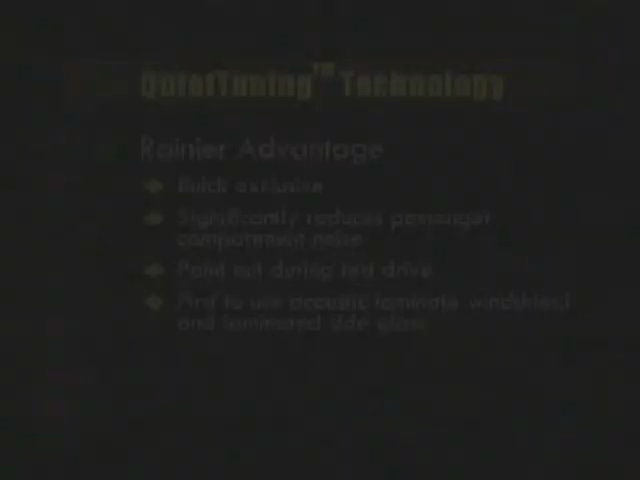 QuietTuning™ Technology
Rainier Advantage
Buick exclusive
Significantly reduces passenger
compartment noise
Point out during test drive
First to use acoustic laminate windshield
and laminated side glass